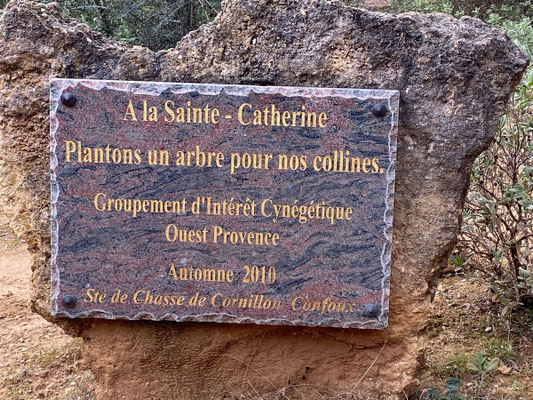 A la Sainte - Catherine
Plantons un arbre pour nos collines.
Groupement d'Intérêt Cynégétique
Ouest Provence
Automne 2010
Sté de Chasse de Cornillon Confoux